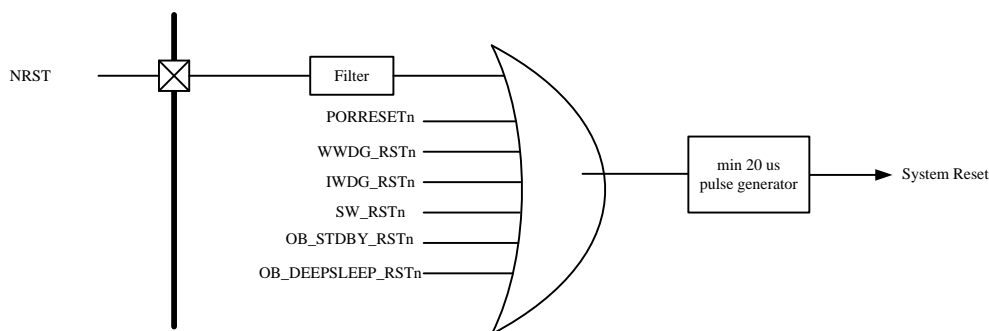 NRST
Filter
PORRESETn
WWDG_RSTn
IWDG_RSTn
SW_RSTn
OB_STDBY_RSTn
OB_DEEPSLEEP_RSTn
min 20 us
pulse generator
System Reset